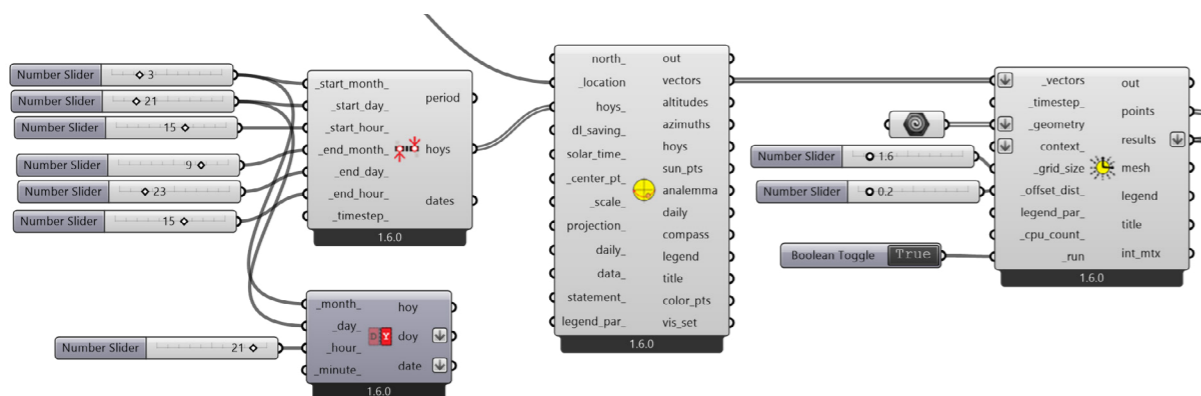 Number Slider 3
Number Slider 21
Number Slider 15
Number Slider 9
Number Slider 23
Number Slider 15
_start_month_
_start_day_
_start_hour_
_end_month_
_end_day_
_end_hour_
_timestep_
period
hoys
dates
1.6.0
Number Slider 21
_month_
_day_
_hour_
_minute_
hoy
doy
date
DY
1.6.0
north_
_location
hoys_
dl_saving_
solar_time_
_center_pt_
_scale_
projection_
daily_
data_
statement_
legend_par_
out
vectors
altitudes
azimuths
hoys
sun_pts
analemma
daily
compass
legend
title
color_pts
vis_set
1.6.0
Number Slider 1.6
Number Slider 0.2
Boolean Toggle True
_vectors
_timestep_
_geometry
context_
_grid_size
_offset_dist_
legend_par_
_cpu_count_
_run
out
points
results
mesh
legend
title
int_mtx
1.6.0